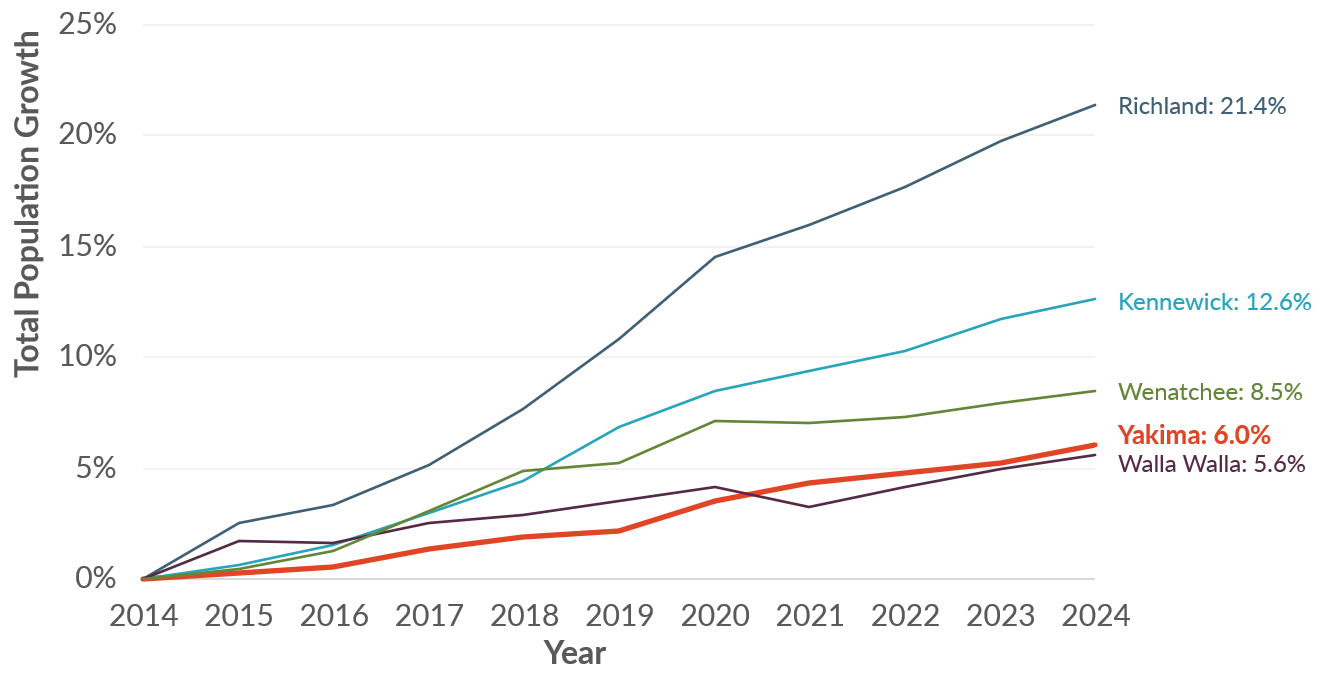 Total Population Growth
25%
20%
15%
10%
5%
0%
Richland: 21.4%
Kennewick: 12.6%
Wenatchee: 8.5%
Yakima: 6.0%
Walla Walla: 5.6%
2014 2015 2016 2017 2018 2019 2020 2021 2022 2023 2024
Year